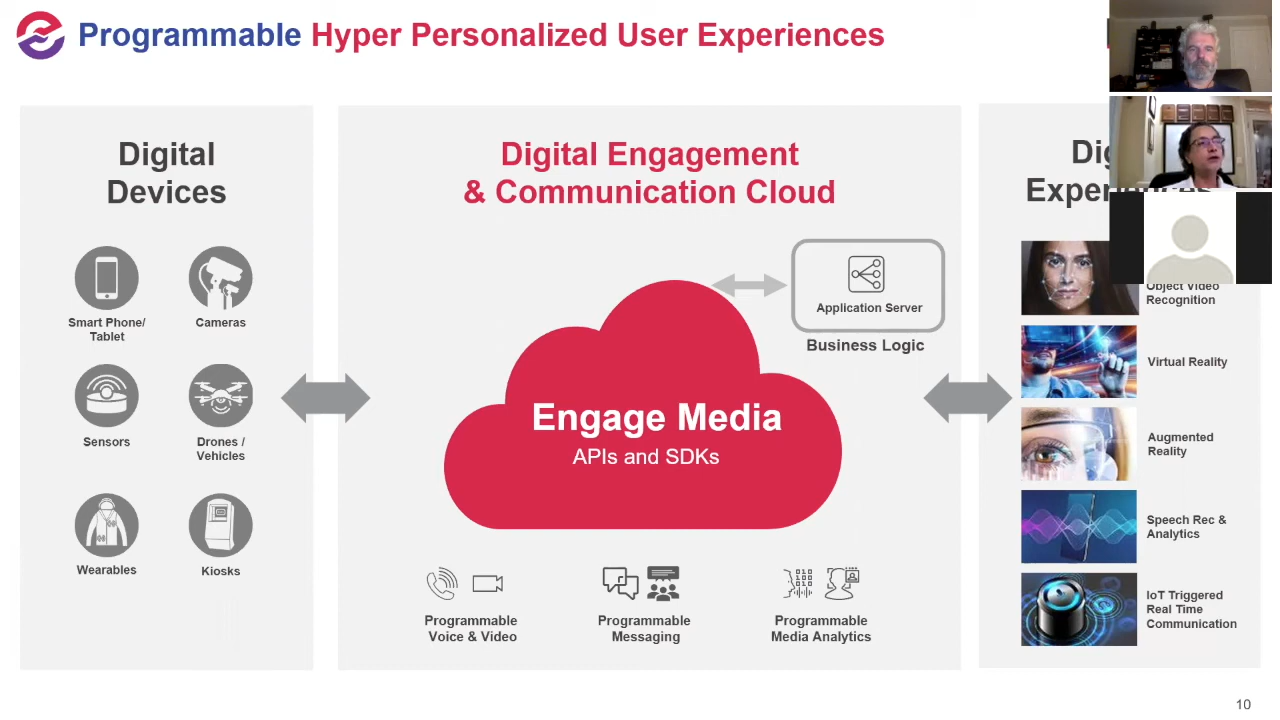 Programmable Hyper Personalized User Experiences
Digital
Devices
Smart Phone/
Tablet
Cameras
Sensors
Drones /
Vehicles
Wearables
Kiosks
Digital Engagement
& Communication Cloud
Application Server
Business Logic
Engage Media
APIs and SDKs
Programmable
Voice & Video
Programmable
Messaging
Programmable
Media Analytics
Object Video
Recognition
Virtual Reality
Augmented
Reality
Speech Rec &
Analytics
IoT Triggered
Real Time
Communication
10